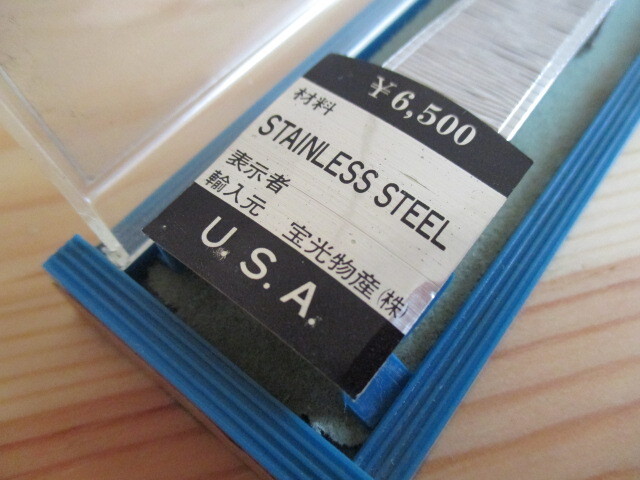 ¥6,500
材料
STAINLESS STEEL
表示者
輸入元 宝光物産(株)
U.S.A.